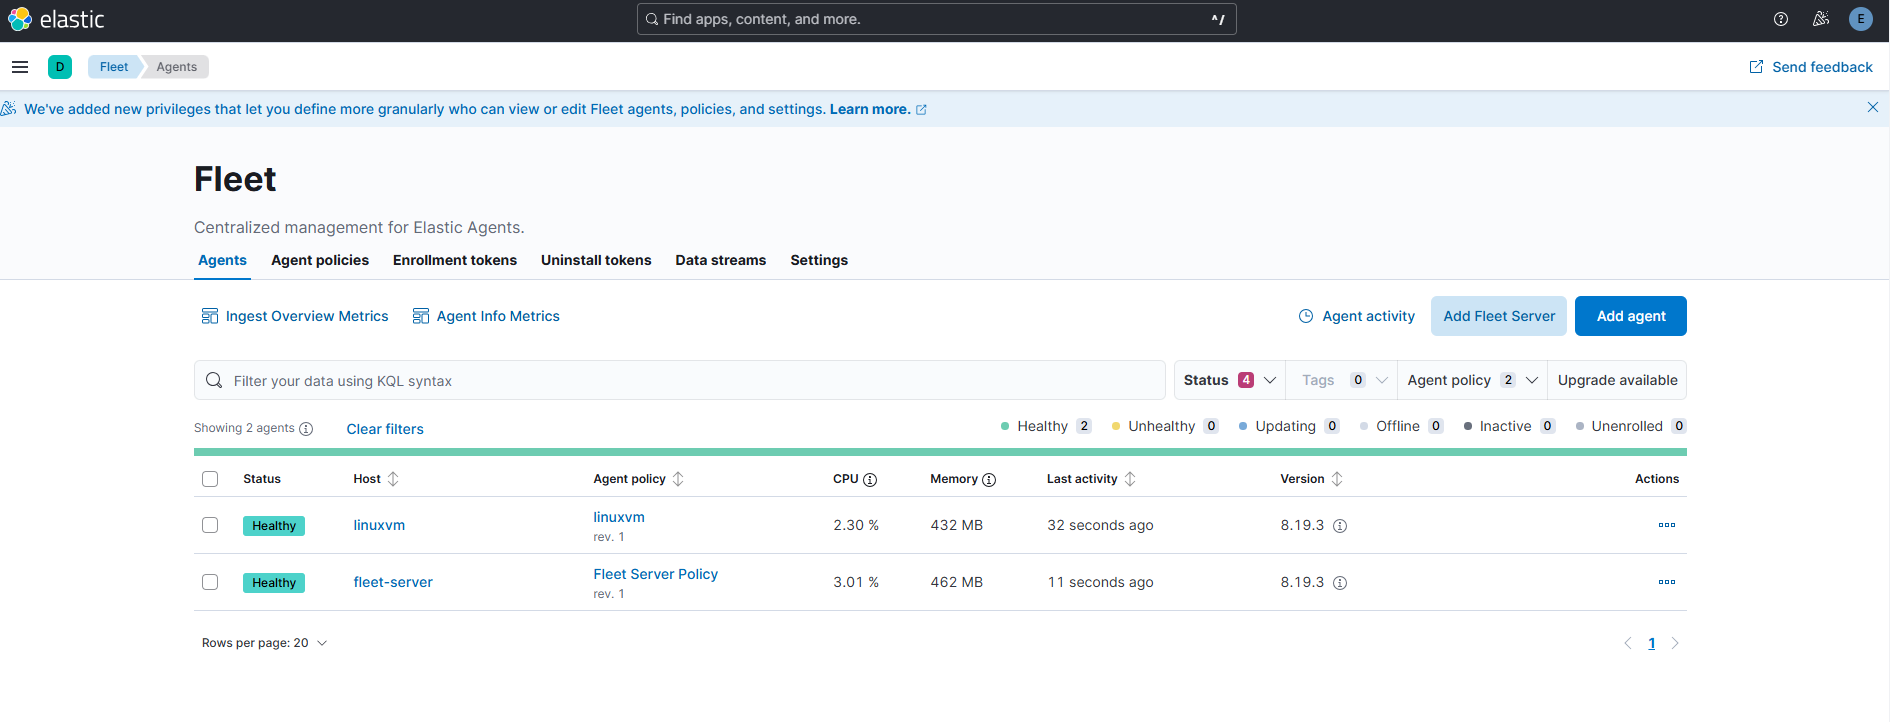 elastic
Find apps, content, and more.
^/
E
D
Fleet
Agents
Send feedback
We've added new privileges that let you define more granularly who can view or edit Fleet agents, policies, and settings. Learn more.
Fleet
Centralized management for Elastic Agents.
Agents Agent policies Enrollment tokens Uninstall tokens Data streams Settings
Ingest Overview Metrics Agent Info Metrics Agent activity Add Fleet Server Add agent
Filter your data using KQL syntax Status 4 Tags 0 Agent policy 2 Upgrade available
Showing 2 agents Clear filters Healthy 2 Unhealthy 0 Updating 0 Offline 0 Inactive 0 Unenrolled 0
Status Host Agent policy CPU Memory Last activity Version Actions
Healthy linuxvm linuxvm 2.30 % 432 MB 32 seconds ago 8.19.3
rev. 1
Healthy fleet-server Fleet Server Policy 3.01 % 462 MB 11 seconds ago 8.19.3
rev. 1
Rows per page: 20 1